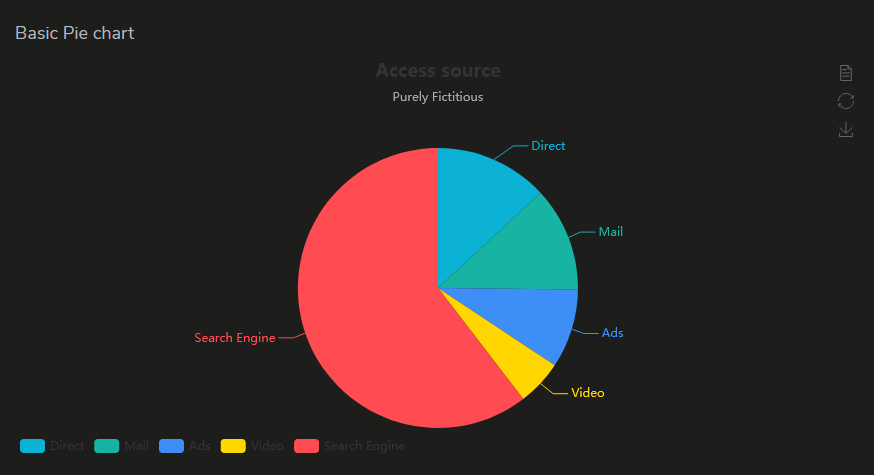 Basic Pie chart
Access source
Purely Fictitious
Direct
Mail
Ads
Video
Search Engine
Direct Mail Ads Video Search Engine